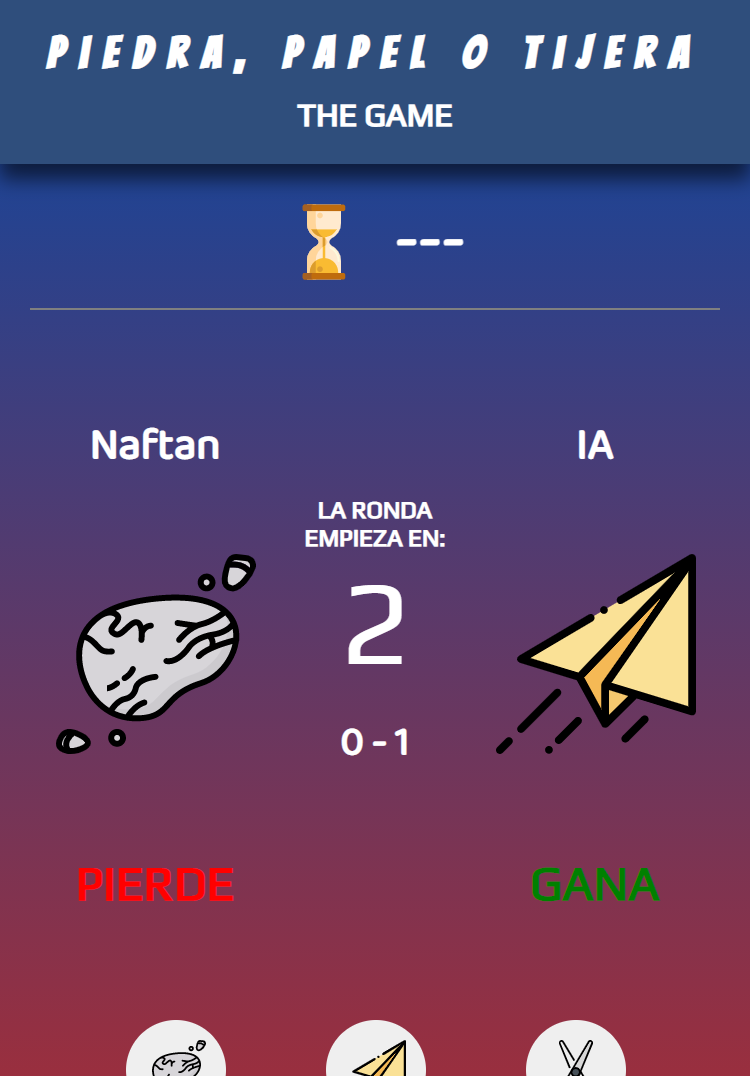 PIEDRA, PAPEL O TIJERA
THE GAME
---
Naftan
IA
LA RONDA
EMPIEZA EN:
2
0 - 1
PIERDE
GANA